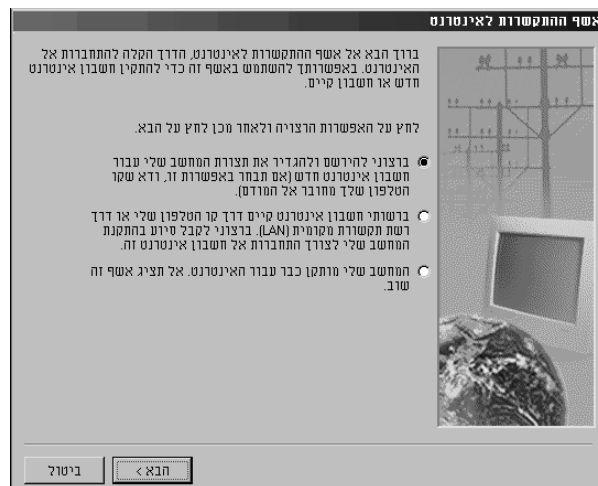 אשף ההתקשרות לאינטרנט
ברוך הבא אל אשף ההתקשרות לאינטרנט, הדרך הקלה להתחברות אל
האינטרנט. באפשרותך להשתמש באשף זה כדי להתקין חשבון אינטרנט
חדש או חשבון קיים.
לחץ על האפשרות הרצויה ולאחר מכן לחץ על הבא.
ברצוני להירשם ולהגדיר את תצורת המחשב שלי עבור
חשבון אינטרנט חדש (אם תבחר באפשרות זו, ודא שקו
הטלפון שלך מחובר אל המודם).
ברשותי חשבון אינטרנט קיים דרך קו הטלפון שלי או דרך
רשת תקשורת מקומית (LAN). ברצוני לקבל סיוע בהתקנת
המחשב שלי לצורך התחברות אל חשבון אינטרנט זה.
המחשב שלי מותקן כבר עבור האינטרנט. אל תציג אשף זה
שוב.
הבא >
ביטול